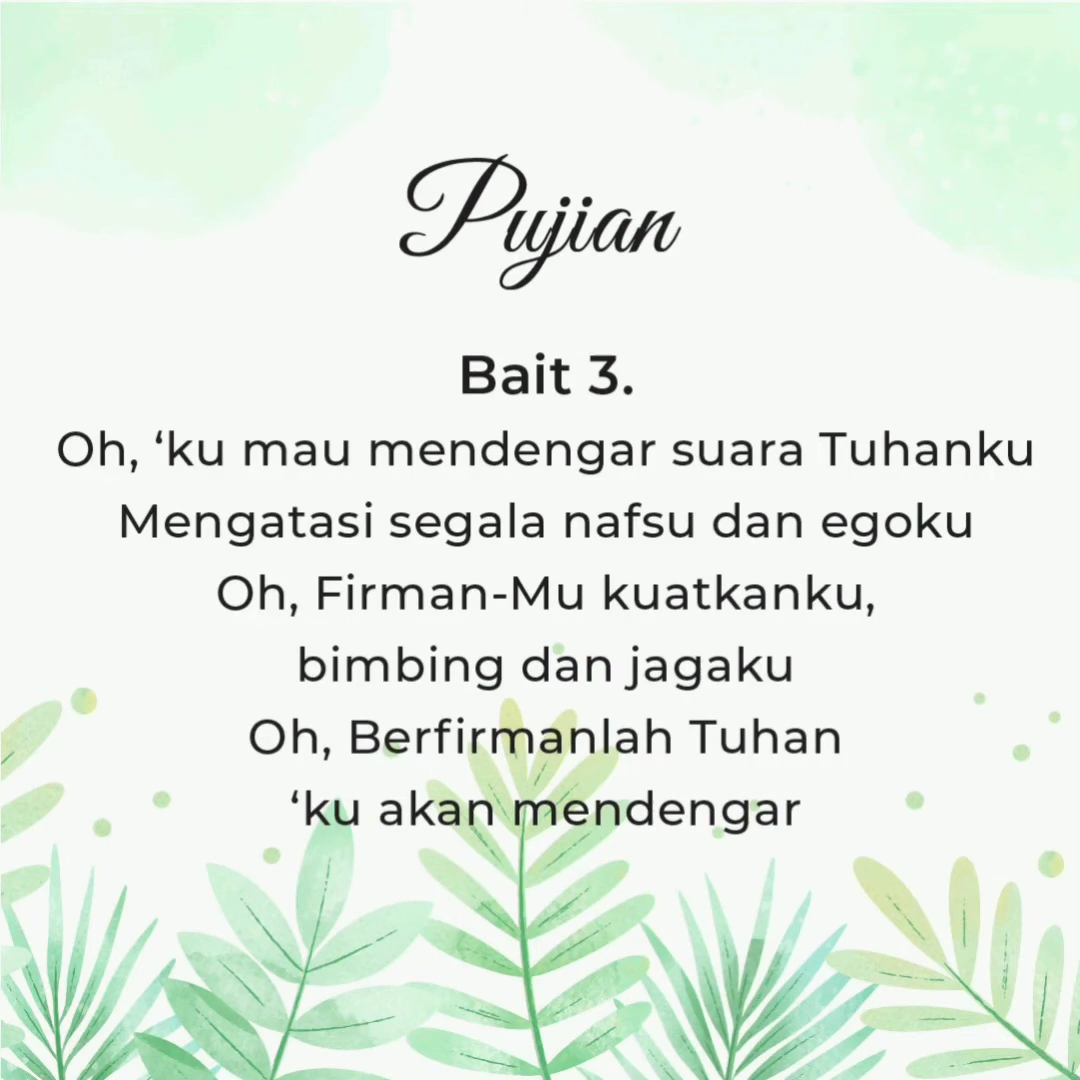 Pujian
Bait 3.
Oh, ‘ku mau mendengar suara Tuhanku
Mengatasi segala nafsu dan egoku
Oh, Firman-Mu kuatkanku,
bimbing dan jagaku
Oh, Berfirmanlah Tuhan
‘ku akan mendengar